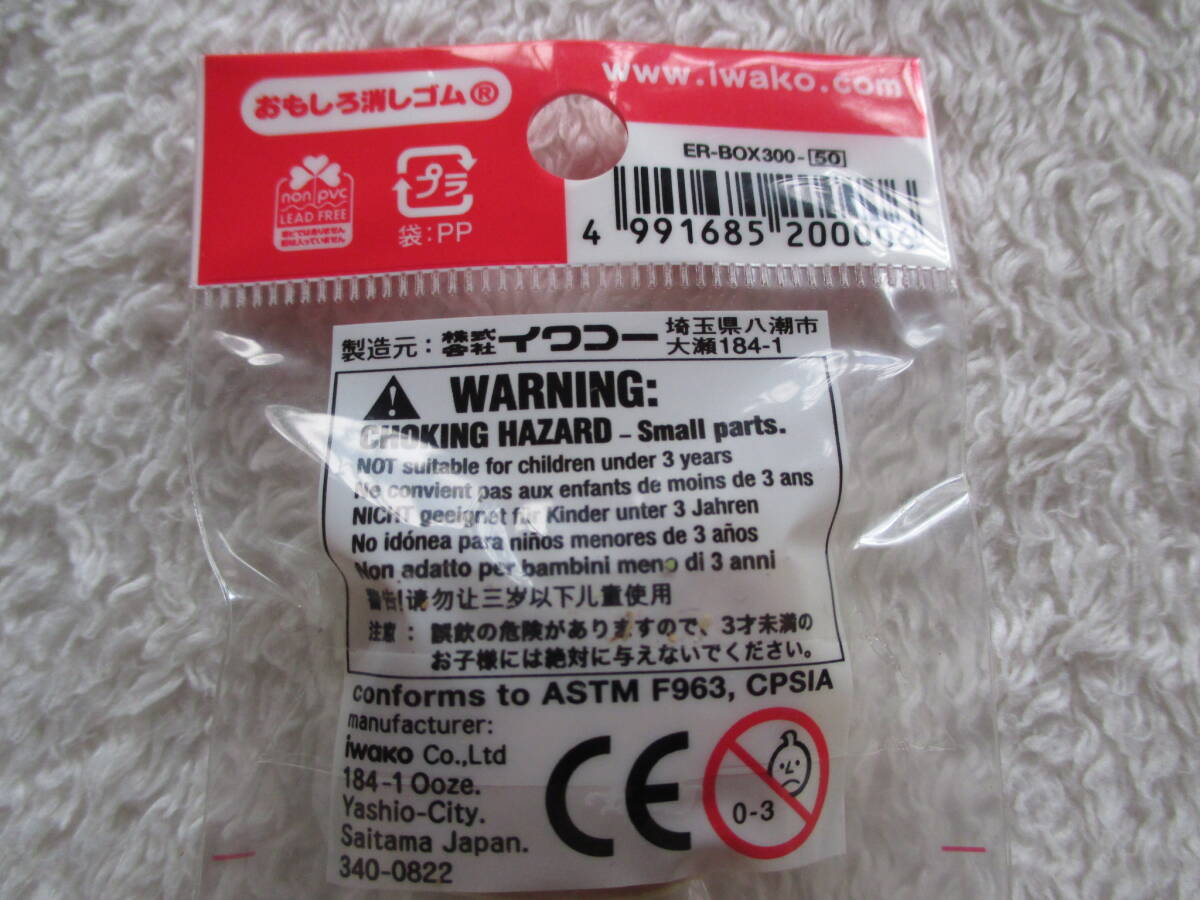 おもしろ消しゴム®
www.iwako.com
non pvc
LEAD FREE
プラ
袋:PP
ER-BOX300-50
4 991685 200006
製造元: 株式会社 イワコー 埼玉県八潮市
大瀬184-1
WARNING:
CHOKING HAZARD – Small parts.
NOT suitable for children under 3 years
Ne convient pas aux enfants de moins de 3 ans
NICHT geeignet für Kinder unter 3 Jahren
No idónea para niños menores de 3 años
Non adatto per bambini meno di 3 anni
警告!请勿让三岁以下儿童使用
注意: 誤飲の危険がありますので、3才未満の
お子様には絶対に与えないでください。
conforms to ASTM F963, CPSIA
manufacturer:
iwako Co.,Ltd
184-1 Ooze.
Yashio-City.
Saitama Japan.
340-0822
CE
0-3